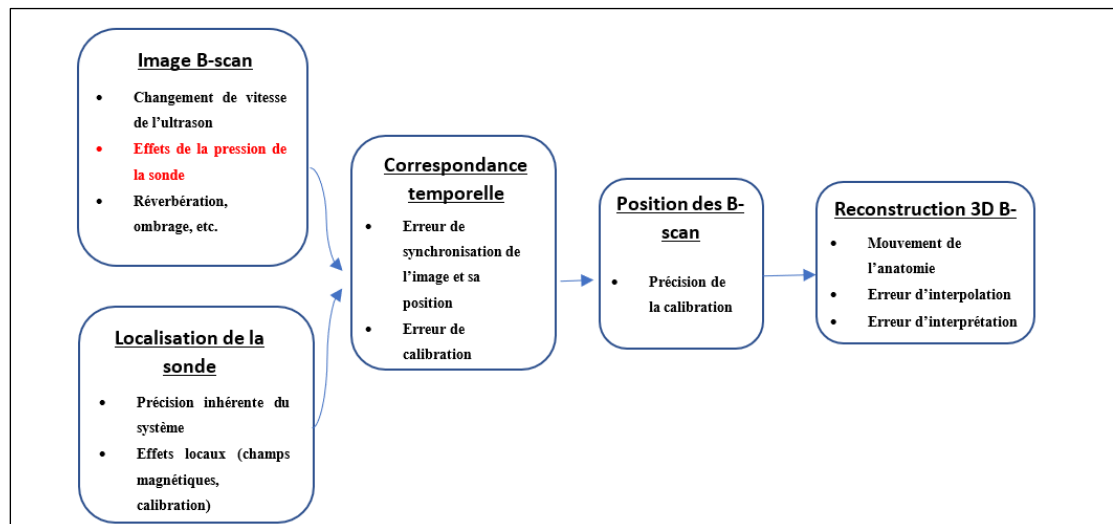 Image B-scan
• Changement de vitesse
de l’ultrason
• Effets de la pression de
la sonde
• Réverbération,
ombrage, etc.
Localisation de la
sonde
• Précision inhérente du
système
• Effets locaux (champs
magnétiques,
calibration)
Correspondance
temporelle
• Erreur de
synchronisation de
l’image et sa
position
• Erreur de
calibration
Position des B-
scan
• Précision de
la calibration
Reconstruction 3D B-
• Mouvement de
l’anatomie
• Erreur d’interpolation
• Erreur d’interprétation